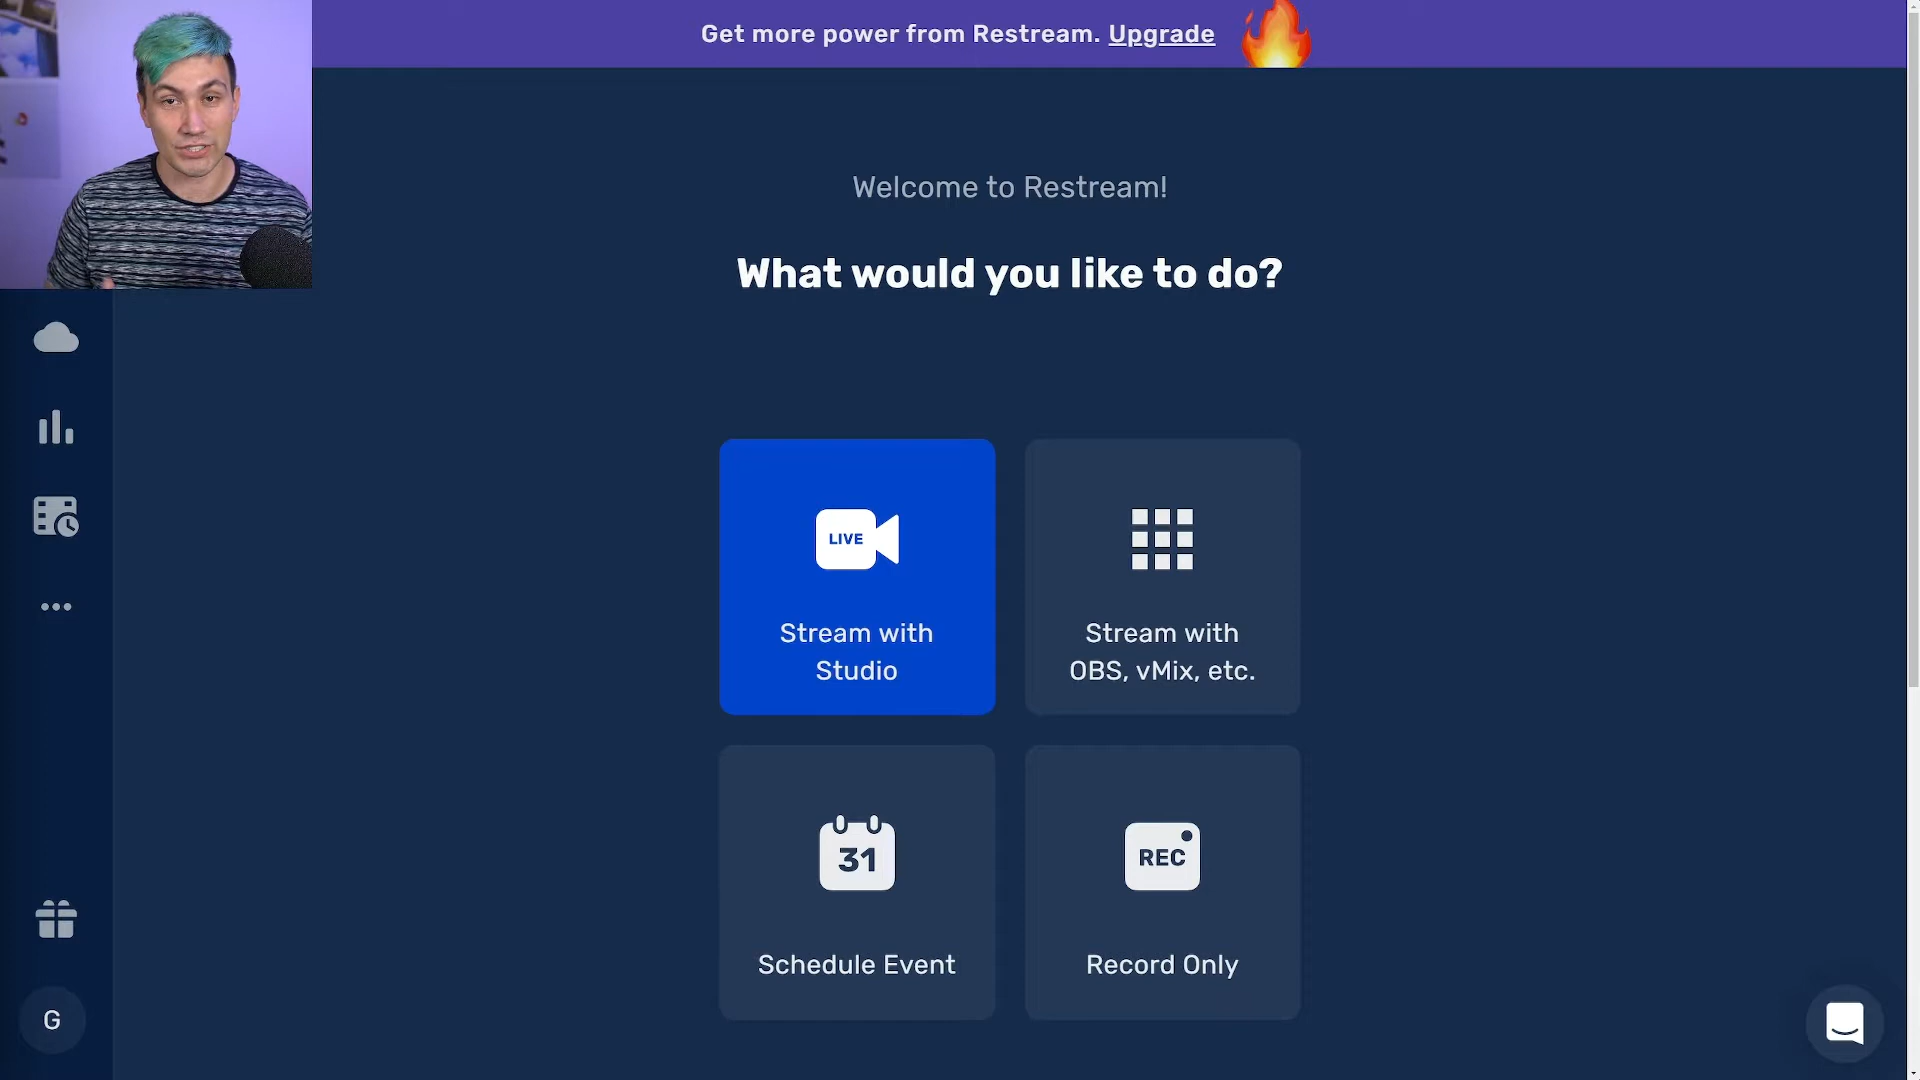 Get more power from Restream. Upgrade
Welcome to Restream!
What would you like to do?
LIVE
Stream with
Studio
Stream with
OBS, vMix, etc.
31
Schedule Event
REC
Record Only
G